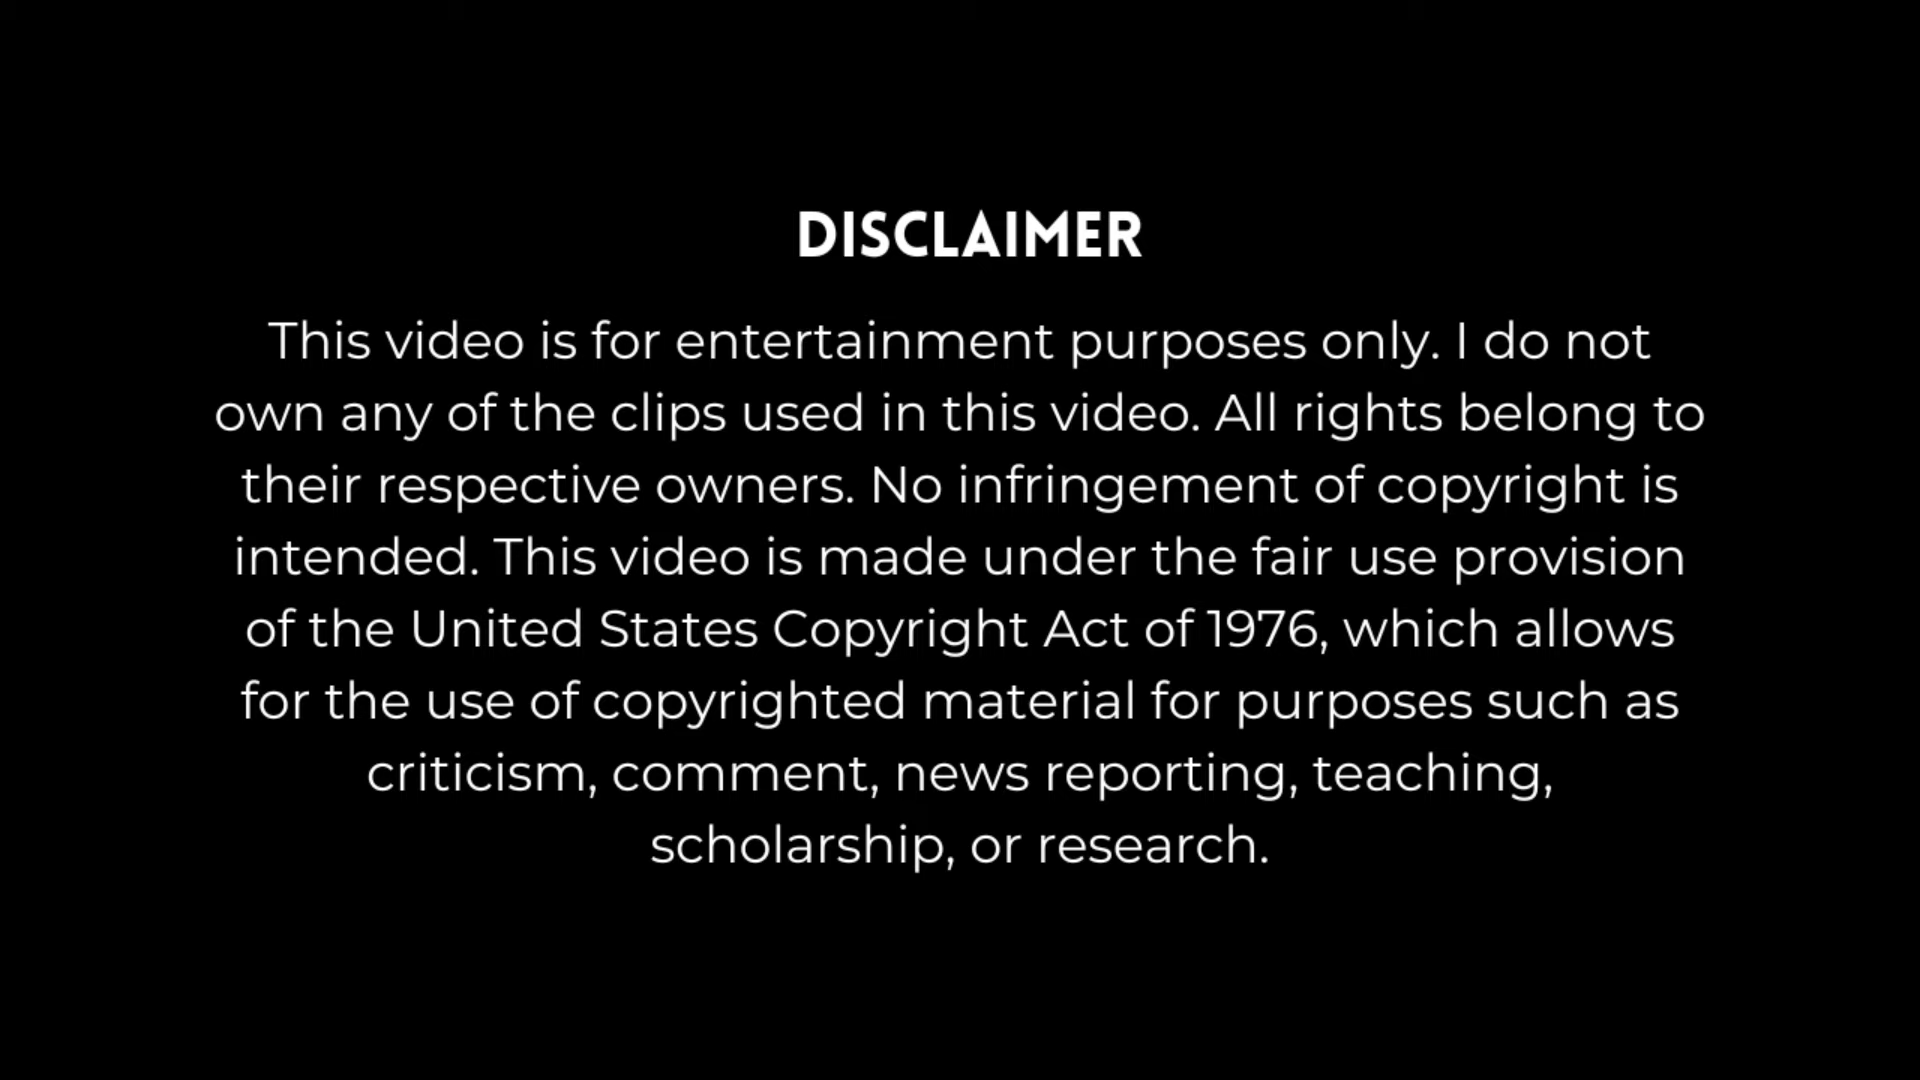 DISCLAIMER
This video is for entertainment purposes only. I do not
own any of the clips used in this video. All rights belong to
their respective owners. No infringement of copyright is
intended. This video is made under the fair use provision
of the United States Copyright Act of 1976, which allows
for the use of copyrighted material for purposes such as
criticism, comment, news reporting, teaching,
scholarship, or research.